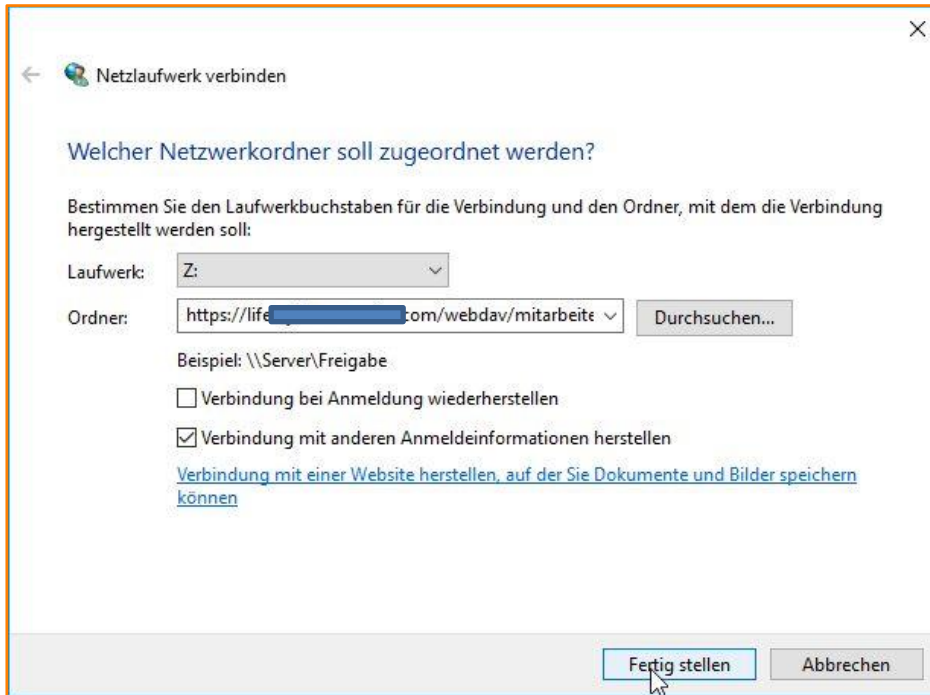 Netzlaufwerk verbinden
Welcher Netzwerkordner soll zugeordnet werden?
Bestimmen Sie den Laufwerkbuchstaben für die Verbindung und den Ordner, mit dem die Verbindung
hergestellt werden soll:
Laufwerk: Z:
Ordner: https://life com/webdav/mitarbeite Durchsuchen...
Beispiel: \\Server\Freigabe
Verbindung bei Anmeldung wiederherstellen
Verbindung mit anderen Anmeldeinformationen herstellen
Verbindung mit einer Website herstellen, auf der Sie Dokumente und Bilder speichern
können
Fertig stellen Abbrechen